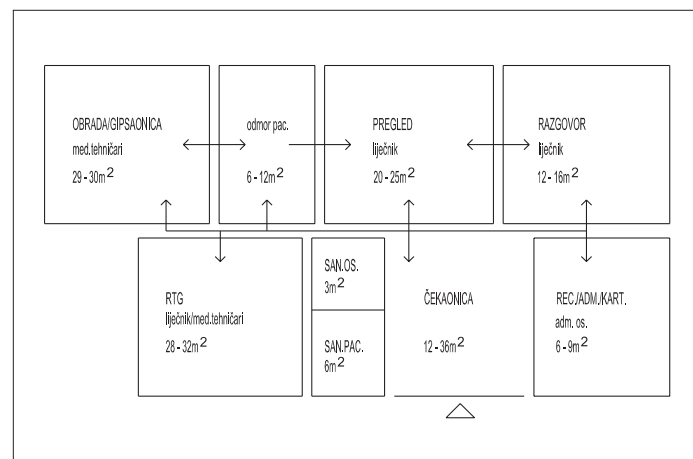 OBRADA/GIPSAONICA
med.tehničari
29 - 30m²
odmor pac.
6 - 12m²
PREGLED
liječnik
20 - 25m²
RAZGOVOR
liječnik
12 - 16m²
RTG
liječnik/med.tehničari
28 - 32m²
SAN.OS.
3m²
SAN.PAC.
6m²
ČEKAONICA
12 - 36m²
REC./ADM./KART.
adm. os.
6 - 9m²